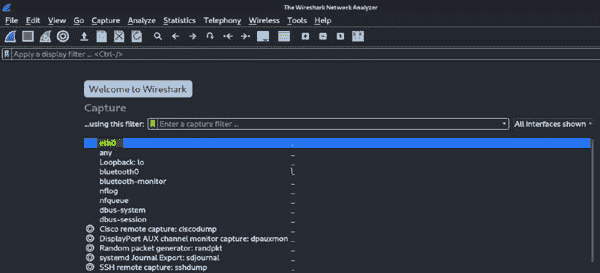 The Wireshark Network Analyzer
File Edit View Go Capture Analyze Statistics Telephony Wireless Tools Help
Apply a display filter ... <Ctrl-/>
Welcome to Wireshark
Capture
...using this filter: Enter a capture filter ... All interfaces shown
eth0
any
Loopback: lo
bluetooth0
bluetooth-monitor
nflog
nfqueue
dbus-system
dbus-session
Cisco remote capture: ciscodump
DisplayPort AUX channel monitor capture: dpauxmon
Random packet generator: randpkt
systemd Journal Export: sdjournal
SSH remote capture: sshdump